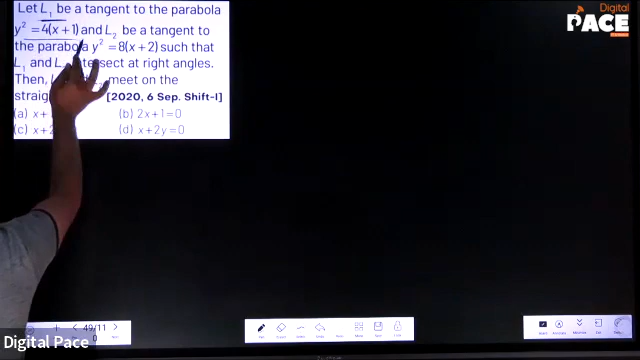 Digital
PACE
Let L₁ be a tangent to the parabola
y² = 4(x + 1) and L₂ be a tangent to
the parabola y² = 8(x + 2) such that
L₁ and intersect at right angles.
Then, meet on the
[2020, 6 Sep. Shift-I]
(a) x + (b) 2x + 1 = 0
(c) x + 2 (d) x + 2y = 0
49/11
0
Digital Pace